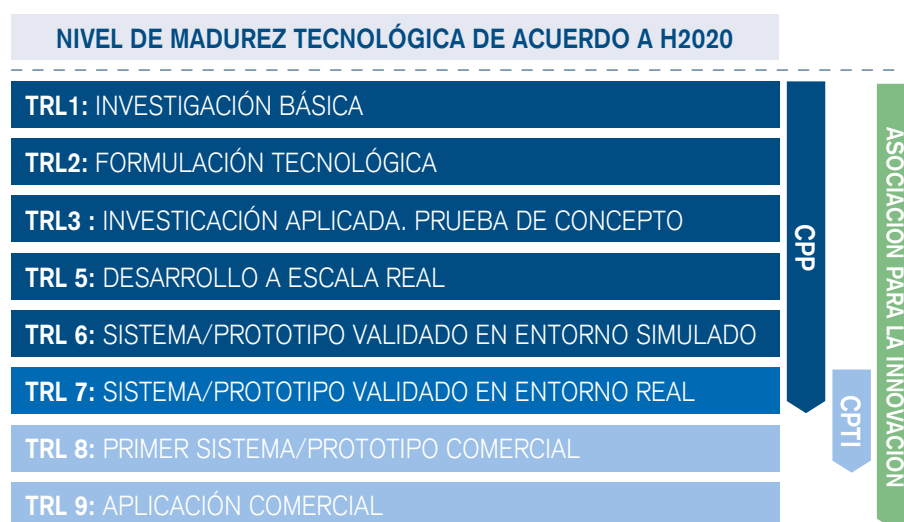 NIVEL DE MADUREZ TECNOLÓGICA DE ACUERDO A H2020
TRL1: INVESTIGACIÓN BÁSICA
TRL2: FORMULACIÓN TECNOLÓGICA
TRL3 : INVESTICACIÓN APLICADA. PRUEBA DE CONCEPTO
TRL 5: DESARROLLO A ESCALA REAL
TRL 6: SISTEMA/PROTOTIPO VALIDADO EN ENTORNO SIMULADO
TRL 7: SISTEMA/PROTOTIPO VALIDADO EN ENTORNO REAL
TRL 8: PRIMER SISTEMA/PROTOTIPO COMERCIAL
TRL 9: APLICACIÓN COMERCIAL
CPP
CPTI
ASOCIACIÓN PARA LA INNOVACIÓN